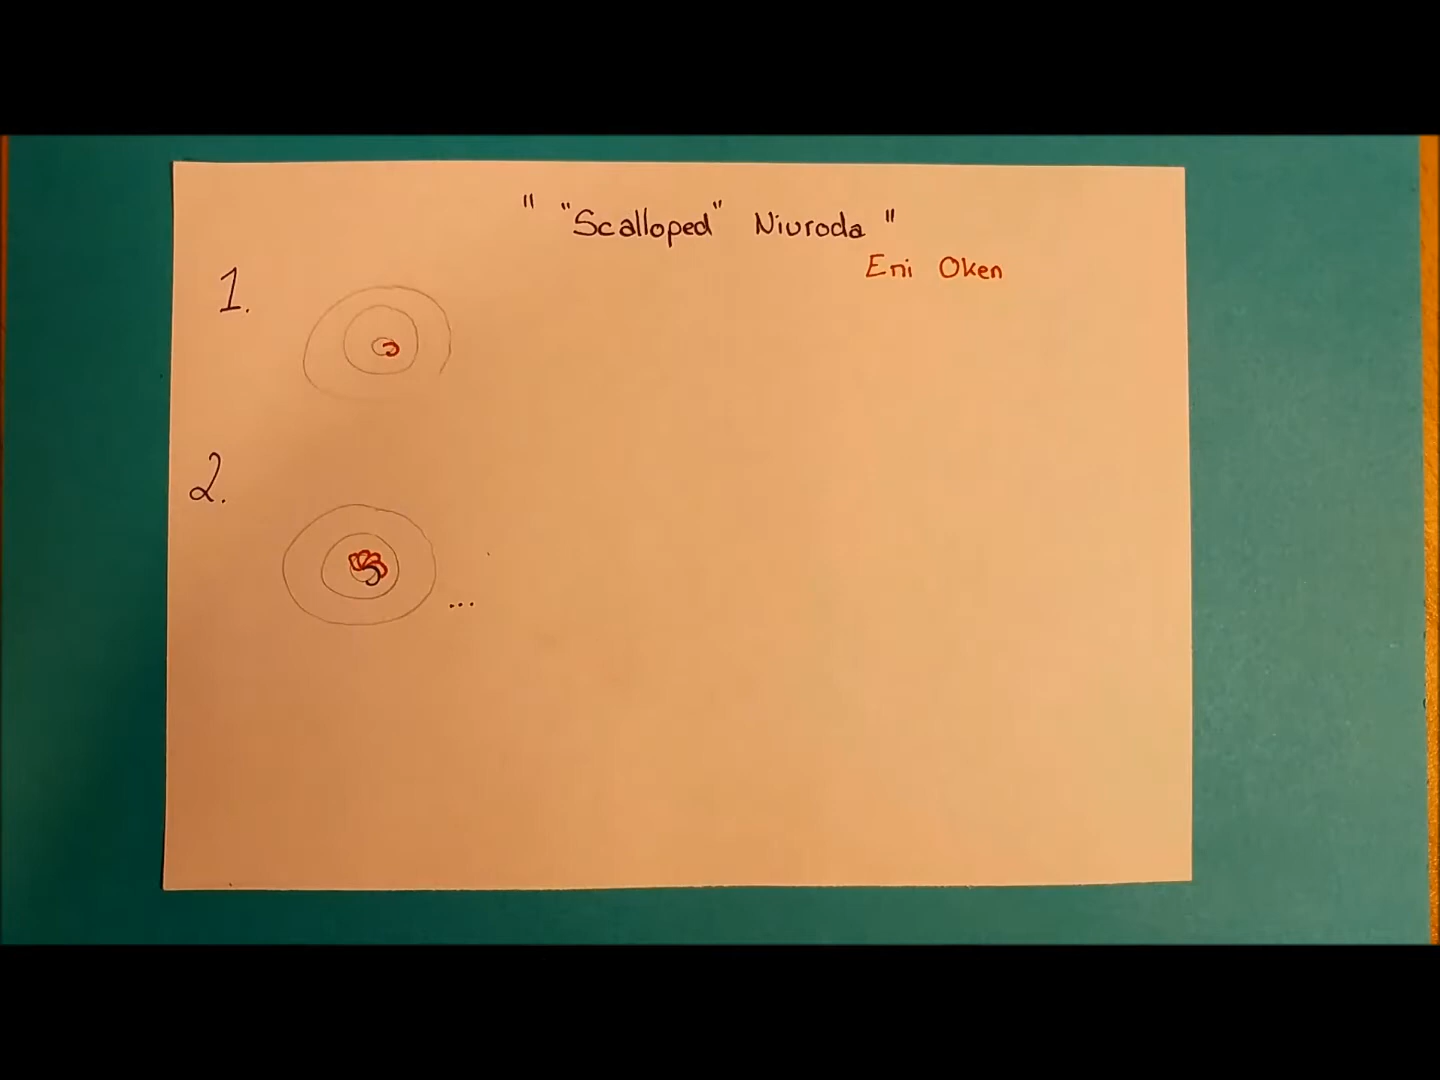 " "Scalloped" Niuroda "
Eni Oken
1.
2.
...